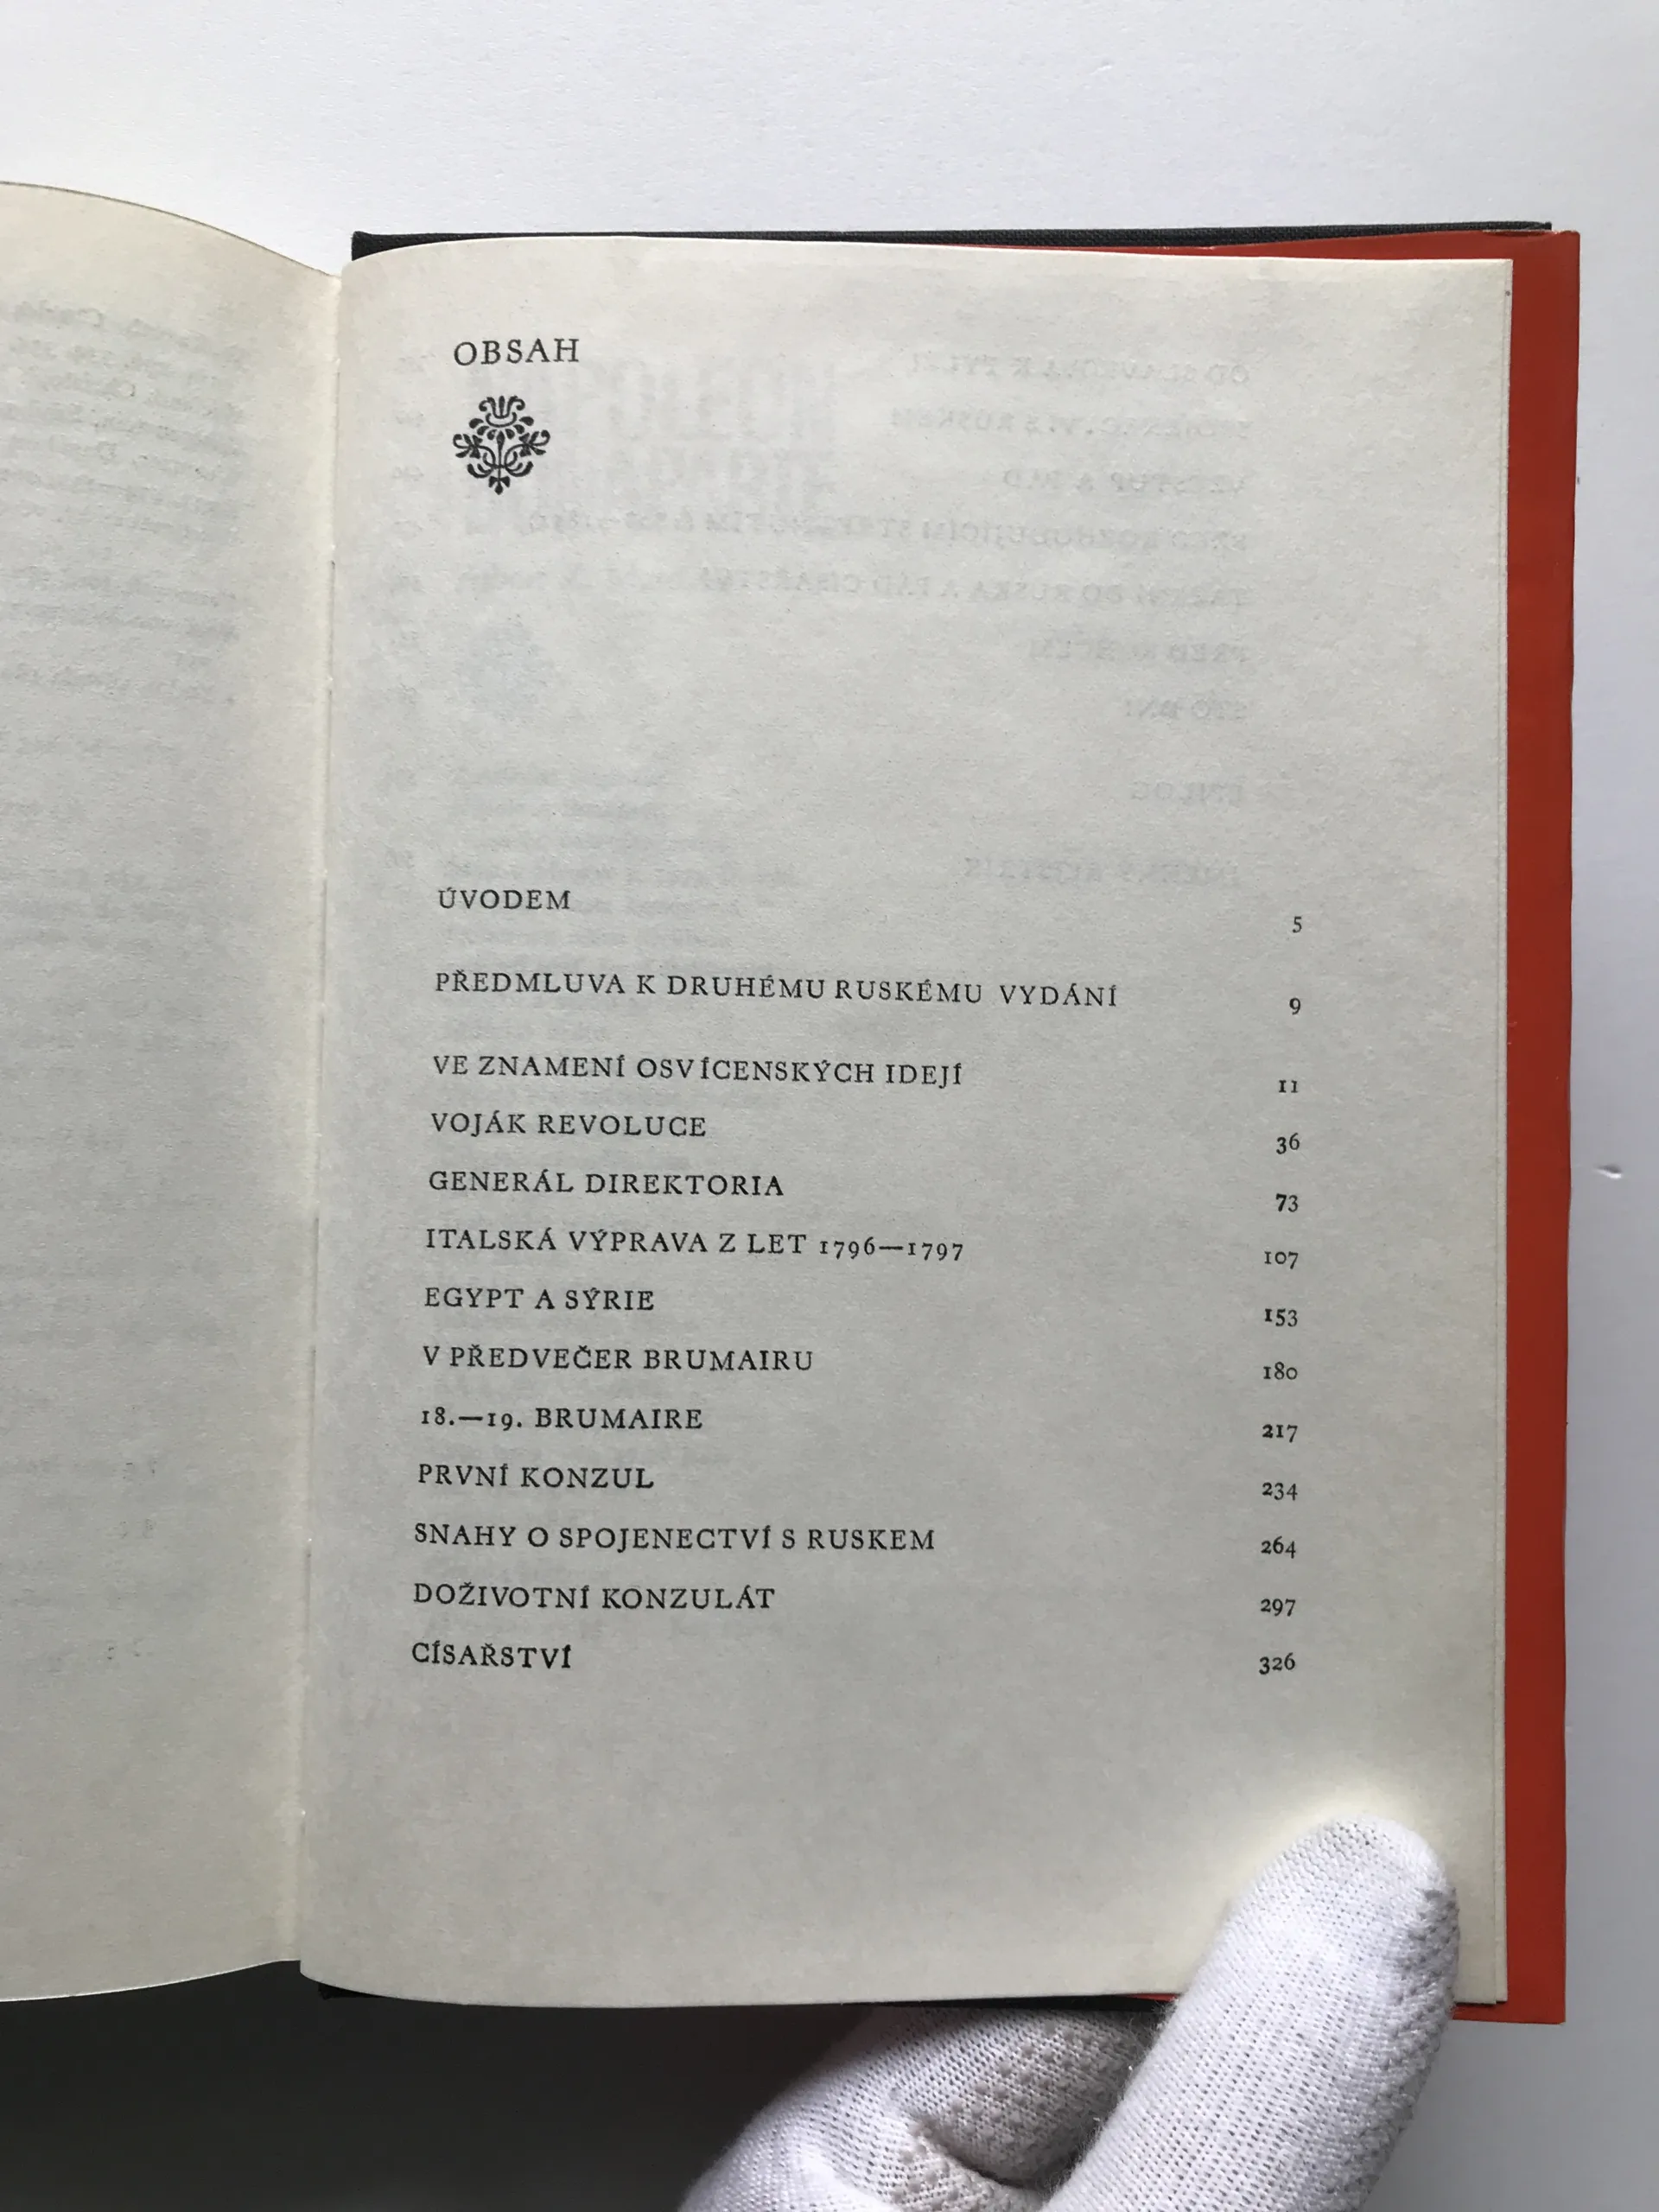 OBSAH
ÚVODEM 5
PŘEDMLUVA K DRUHÉMU RUSKÉMU VYDÁNÍ 9
VE ZNAMENÍ OSVÍCENSKÝCH IDEJÍ 11
VOJÁK REVOLUCE 36
GENERÁL DIREKTORIA 73
ITALSKÁ VÝPRAVA Z LET 1796—1797 107
EGYPT A SÝRIE 153
V PŘEDVEČER BRUMAIRU 180
18.—19. BRUMAIRE 217
PRVNÍ KONZUL 234
SNAHY O SPOJENECTVÍ S RUSKEM 264
DOŽIVOTNÍ KONZULÁT 297
CÍSAŘSTVÍ 326